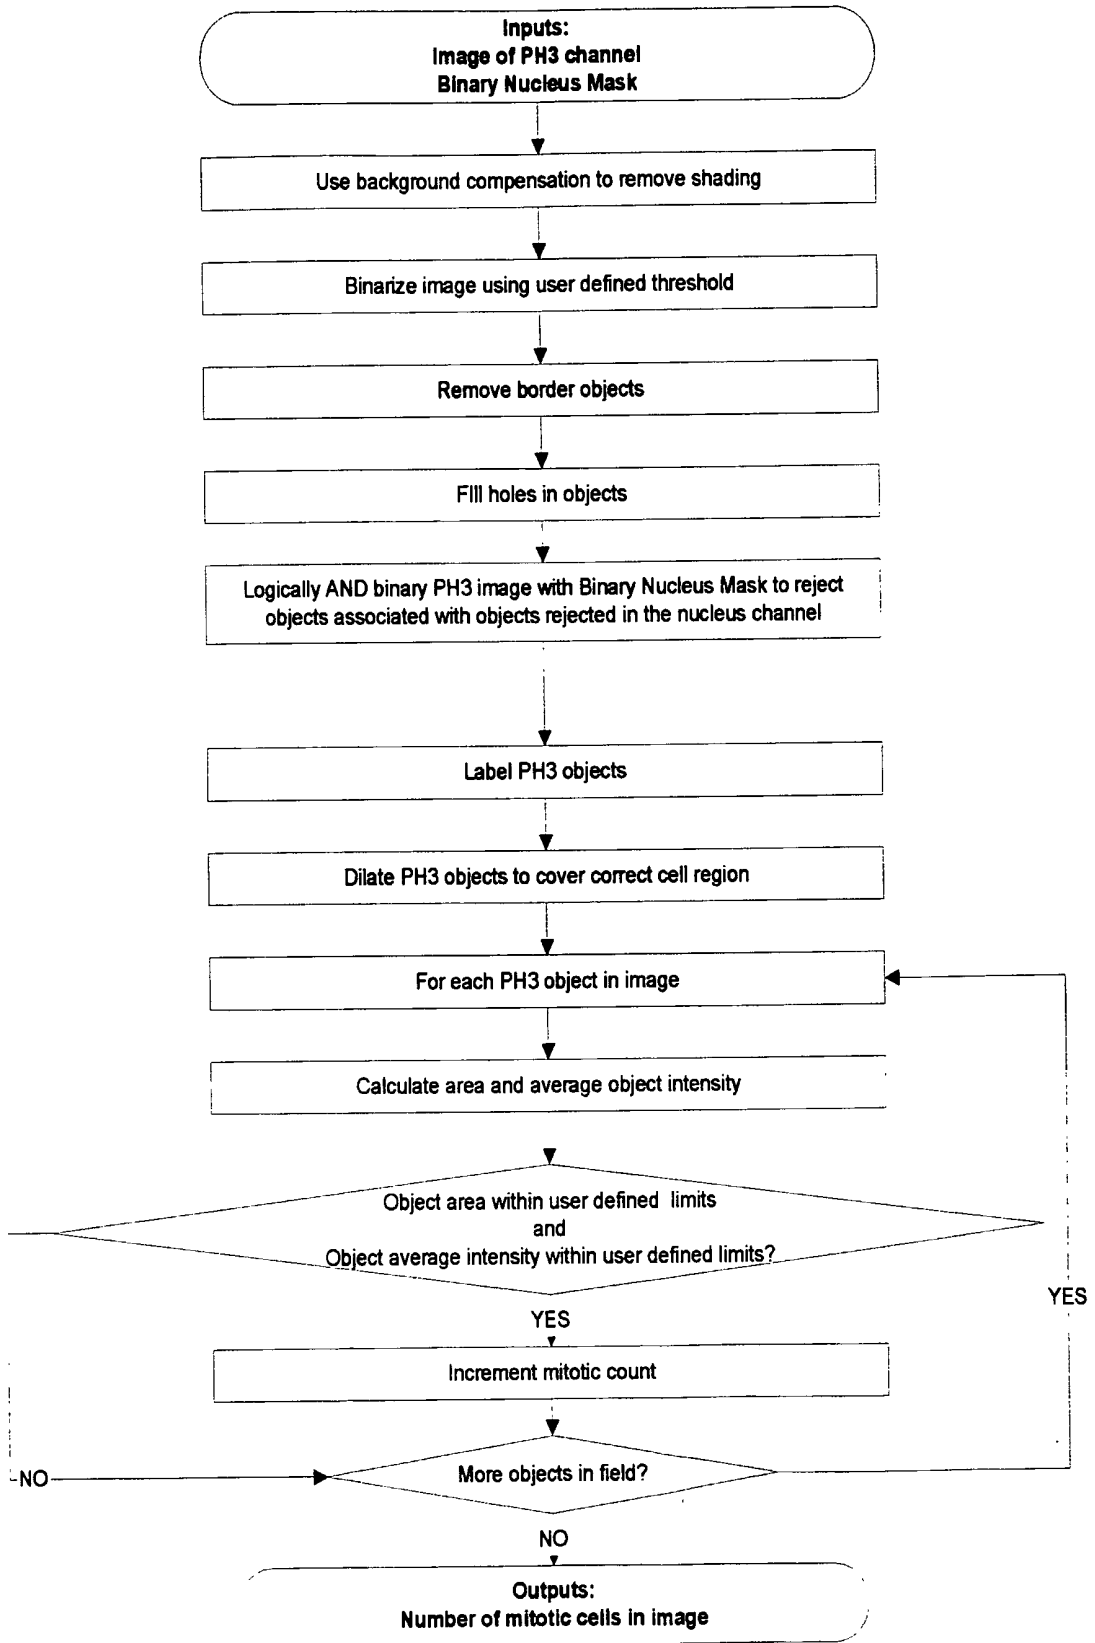 Inputs:
Image of PH3 channel
Binary Nucleus Mask
Use background compensation to remove shading
Binarize image using user defined threshold
Remove border objects
FIll holes in objects
Logically AND binary PH3 image with Binary Nucleus Mask to reject
objects associated with objects rejected in the nucleus channel
Label PH3 objects
Dilate PH3 objects to cover correct cell region
For each PH3 object in image
Calculate area and average object intensity
Object area within user defined limits
and
Object average intensity within user defined limits?
YES
YES
Increment mitotic count
NO
More objects in field?
NO
Outputs:
Number of mitotic cells in image